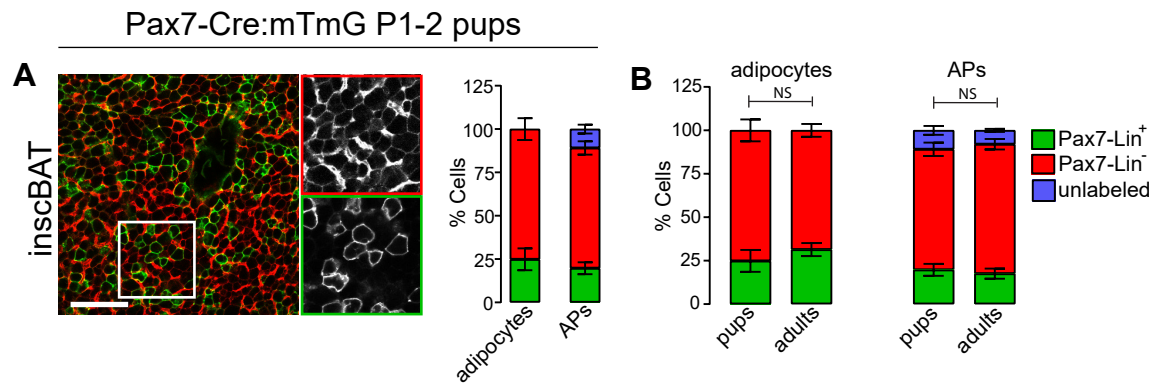 Pax7-Cre:mTmG P1-2 pups
A
inscBAT
% Cells
125
100
75
50
25
0
adipocytes
APs
B
adipocytes
APs
% Cells
125
100
75
50
25
0
NS
NS
pups
adults
pups
adults
Pax7-Lin+
Pax7-Lin-
unlabeled